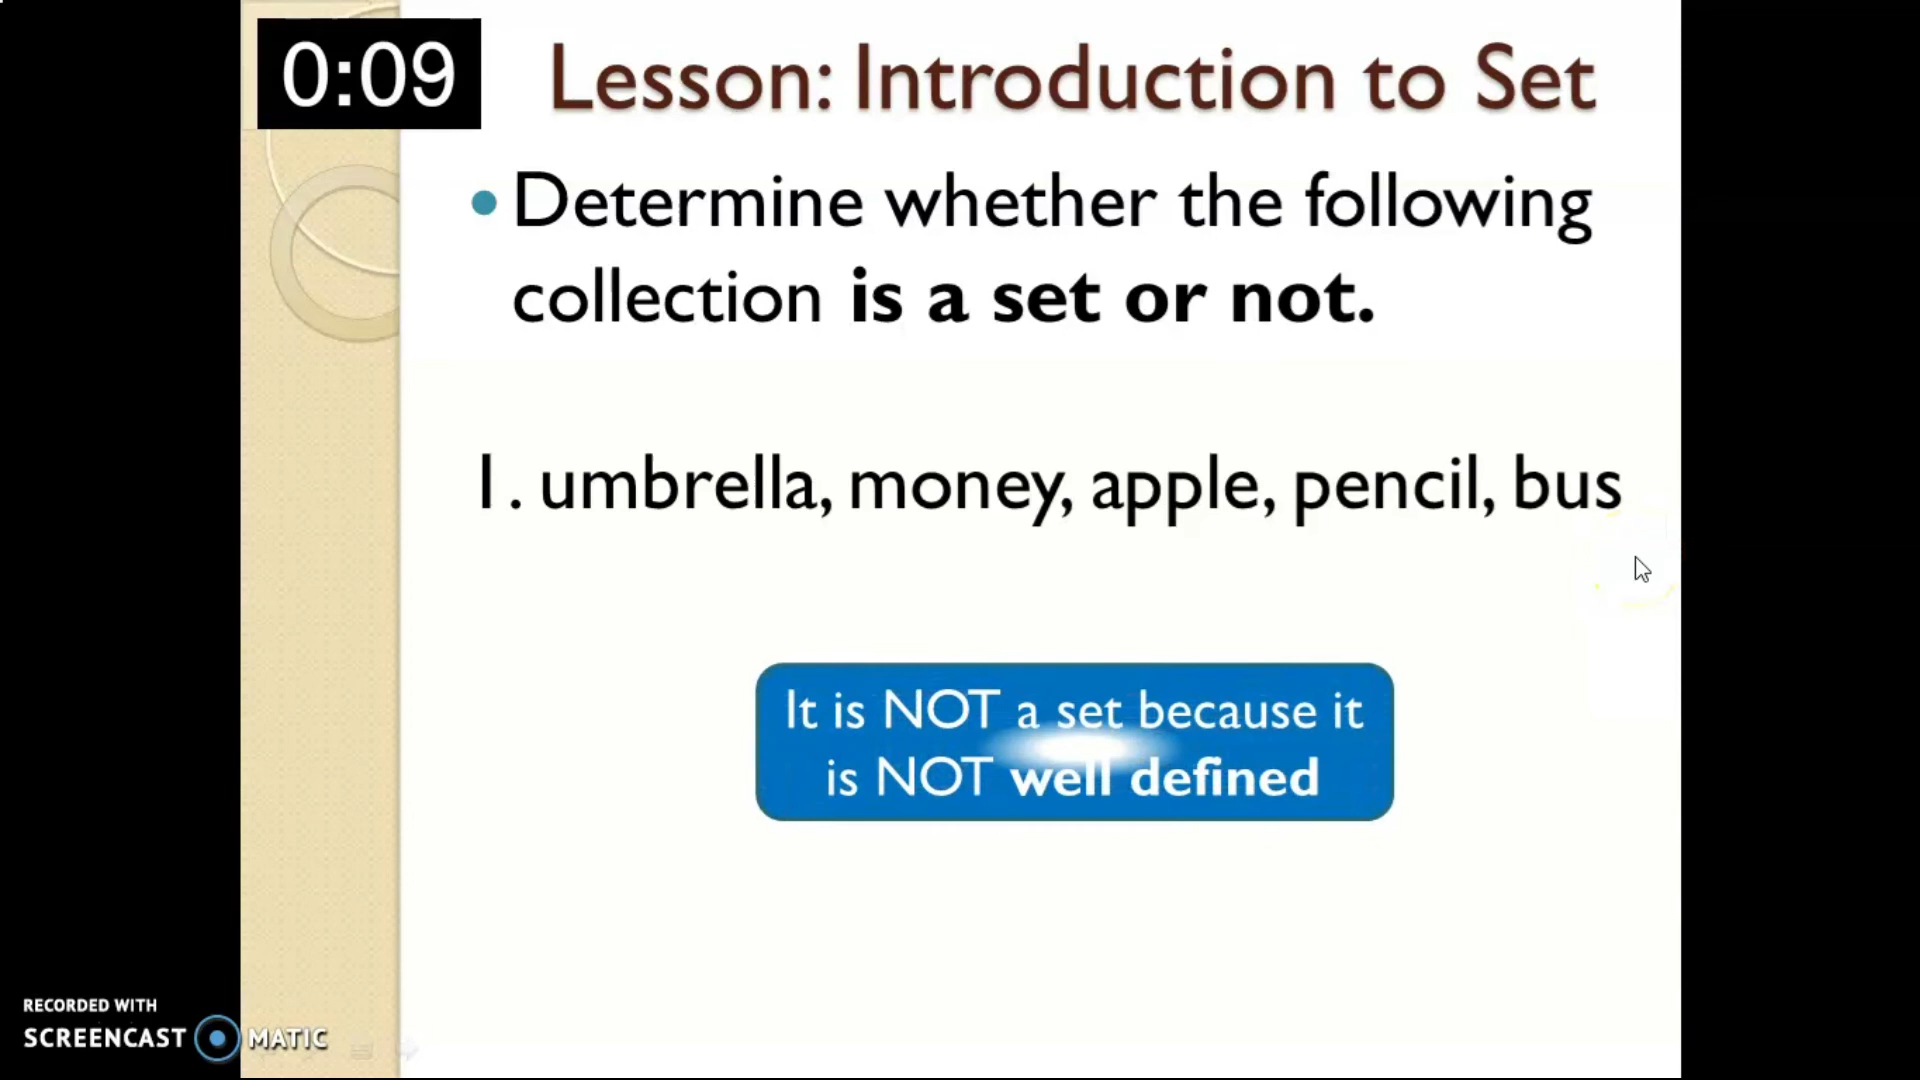 0:09
Lesson: Introduction to Set
Determine whether the following
collection is a set or not.
1. umbrella, money, apple, pencil, bus
It is NOT a set because it
is NOT well defined
RECORDED WITH
SCREENCAST MATIC